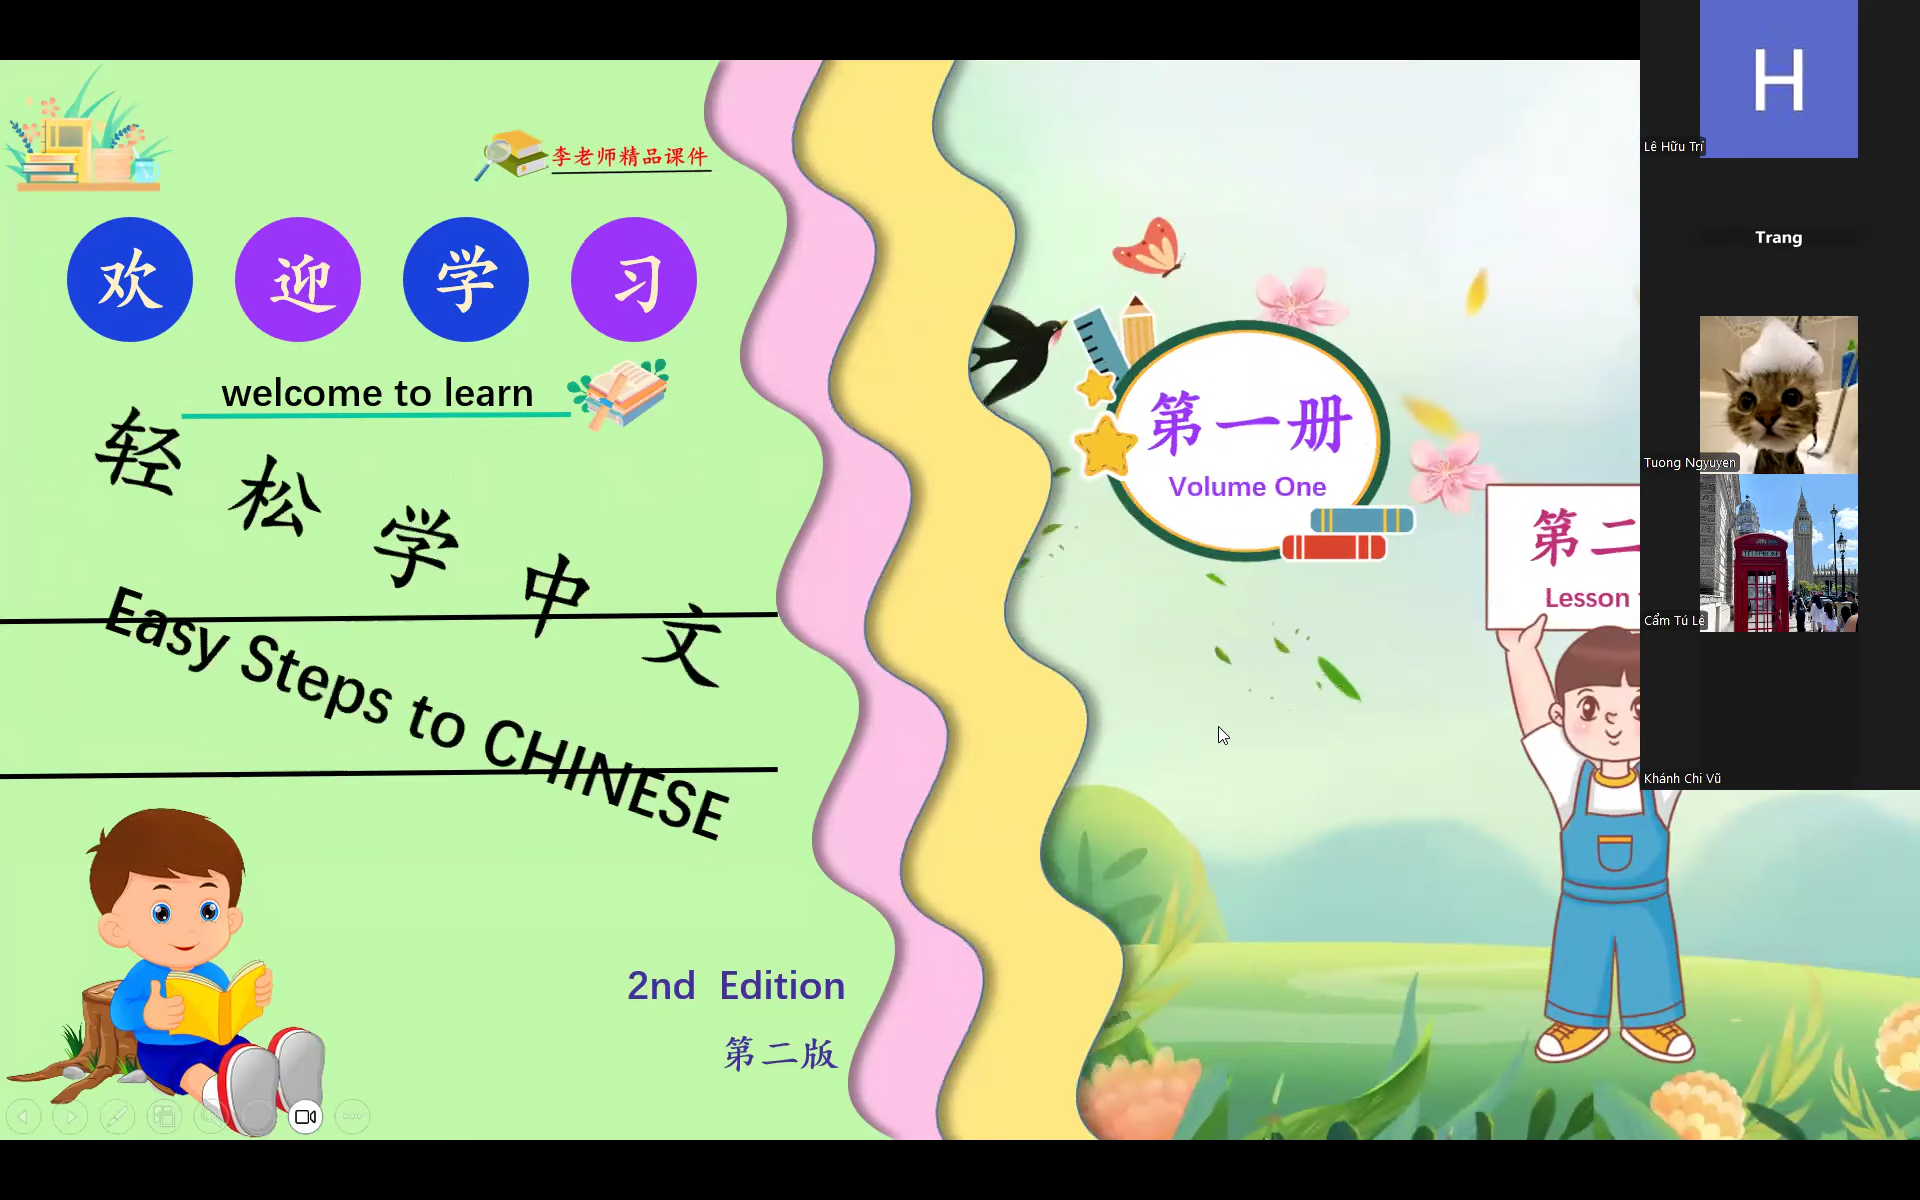 李老师精品课件
欢迎学习
welcome to learn
轻松学中文
Easy Steps to CHINESE
2nd Edition
第二版
第一册
Volume One
第二
Lesson
H
Lê Hữu Trí
Trang
Tuong Ngyuyen
TELEPHONE
Cẩm Tú Lê
Khánh Chi Vũ